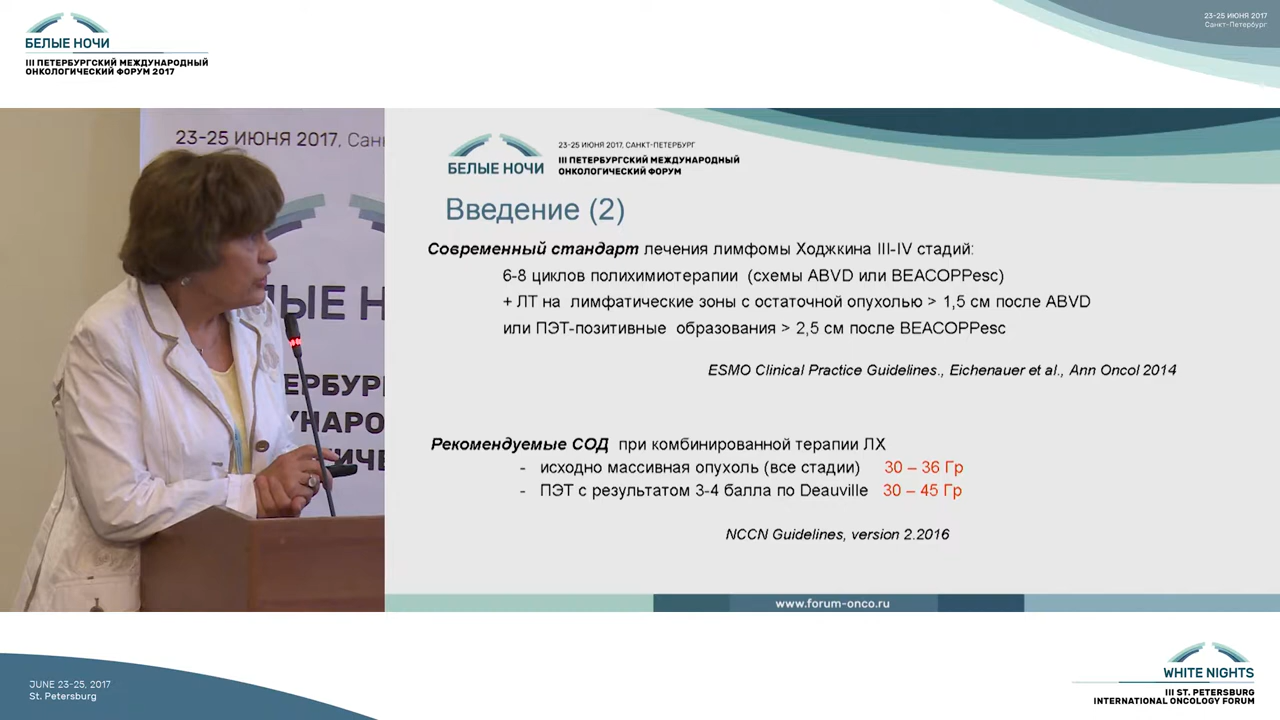 БЕЛЫЕ НОЧИ
III ПЕТЕРБУРГСКИЙ МЕЖДУНАРОДНЫЙ
ОНКОЛОГИЧЕСКИЙ ФОРУМ 2017
23-25 ИЮНЯ 2017
Санкт-Петербург
23-25 ИЮНЯ 2017, Санк
ЫЕ Н
ЕРБУР
УНАРО
ИЧЕ
БЕЛЫЕ НОЧИ
23-25 ИЮНЯ 2017, САНКТ-ПЕТЕРБУРГ
III ПЕТЕРБУРГСКИЙ МЕЖДУНАРОДНЫЙ
ОНКОЛОГИЧЕСКИЙ ФОРУМ
Введение (2)
Современный стандарт лечения лимфомы Ходжкина III-IV стадий:
6-8 циклов полихимиотерапии (схемы ABVD или BEACOPPesc)
+ ЛТ на лимфатические зоны с остаточной опухолью > 1,5 см после ABVD
или ПЭТ-позитивные образования > 2,5 см после BEACOPPesc
ESMO Clinical Practice Guidelines., Eichenauer et al., Ann Oncol 2014
Рекомендуемые СОД при комбинированной терапии ЛХ
- исходно массивная опухоль (все стадии) 30 – 36 Гр
- ПЭТ с результатом 3-4 балла по Deauville 30 – 45 Гр
NCCN Guidelines, version 2.2016
www.forum-onco.ru
JUNE 23-25, 2017
St. Petersburg
WHITE NIGHTS
III ST. PETERSBURG
INTERNATIONAL ONCOLOGY FORUM